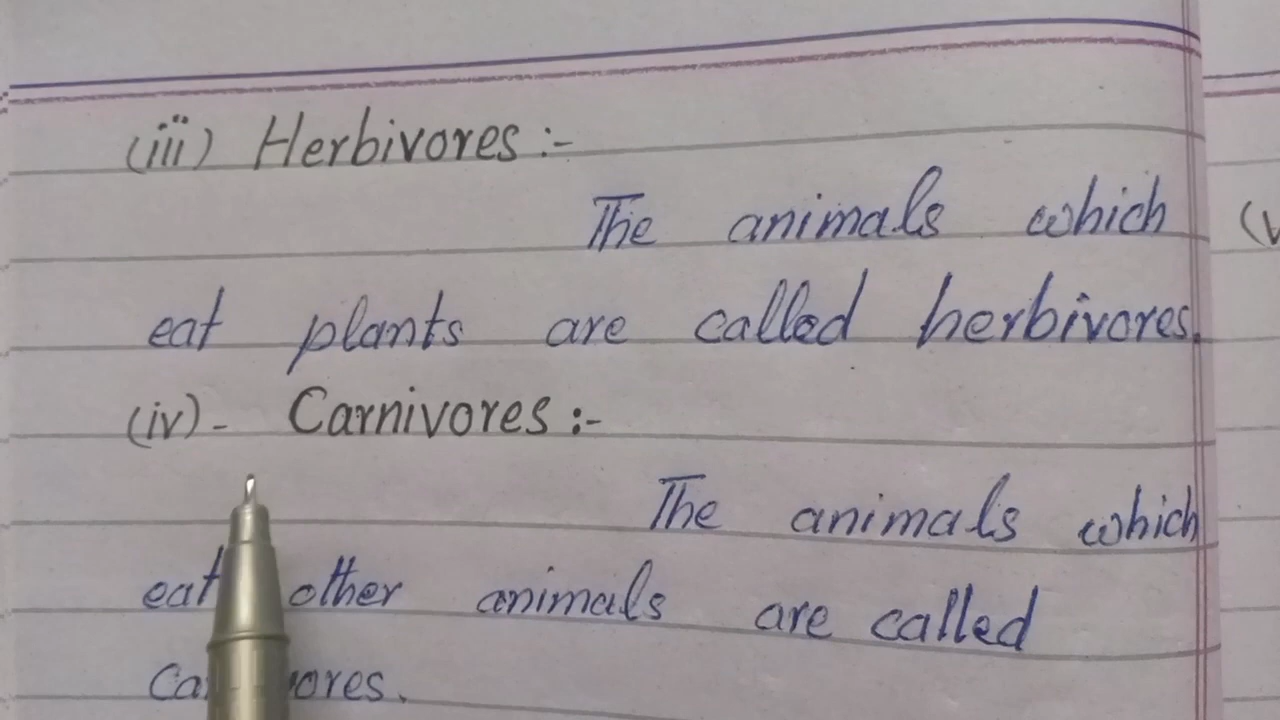 (iii) Herbivores :-
The animals which
eat plants are called herbivores.
(iv) - Carnivores :-
The animals which
eat other animals are called